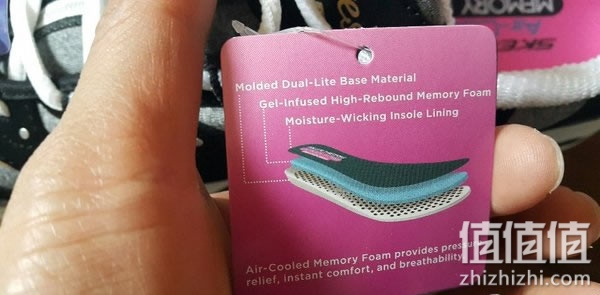 SKE
MEMORY
Molded Dual-Lite Base Material
Gel-Infused High-Rebound Memory Foam
Moisture-Wicking Insole Lining
Air-Cooled Memory Foam provides pressure
relief, instant comfort, and breathability.
值值值
zhizhizhi.com